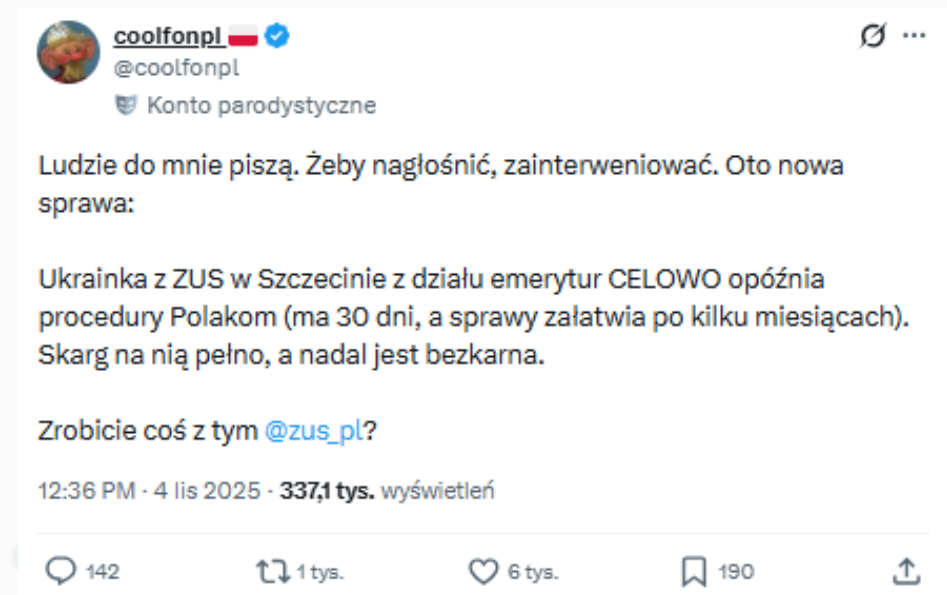 coolfonpl
@coolfonpl
Konto parodystyczne
Ludzie do mnie piszą. Żeby nagłośnić, zainterweniować. Oto nowa
sprawa:
Ukrainka z ZUS w Szczecinie z działu emerytur CELOWO opóźnia
procedury Polakom (ma 30 dni, a sprawy załatwia po kilku miesiącach).
Skarg na nią pełno, a nadal jest bezkarna.
Zrobicie coś z tym @zus_pl?
12:36 PM · 4 lis 2025 · 337,1 tys. wyświetleń
142 1 tys. 6 tys. 190